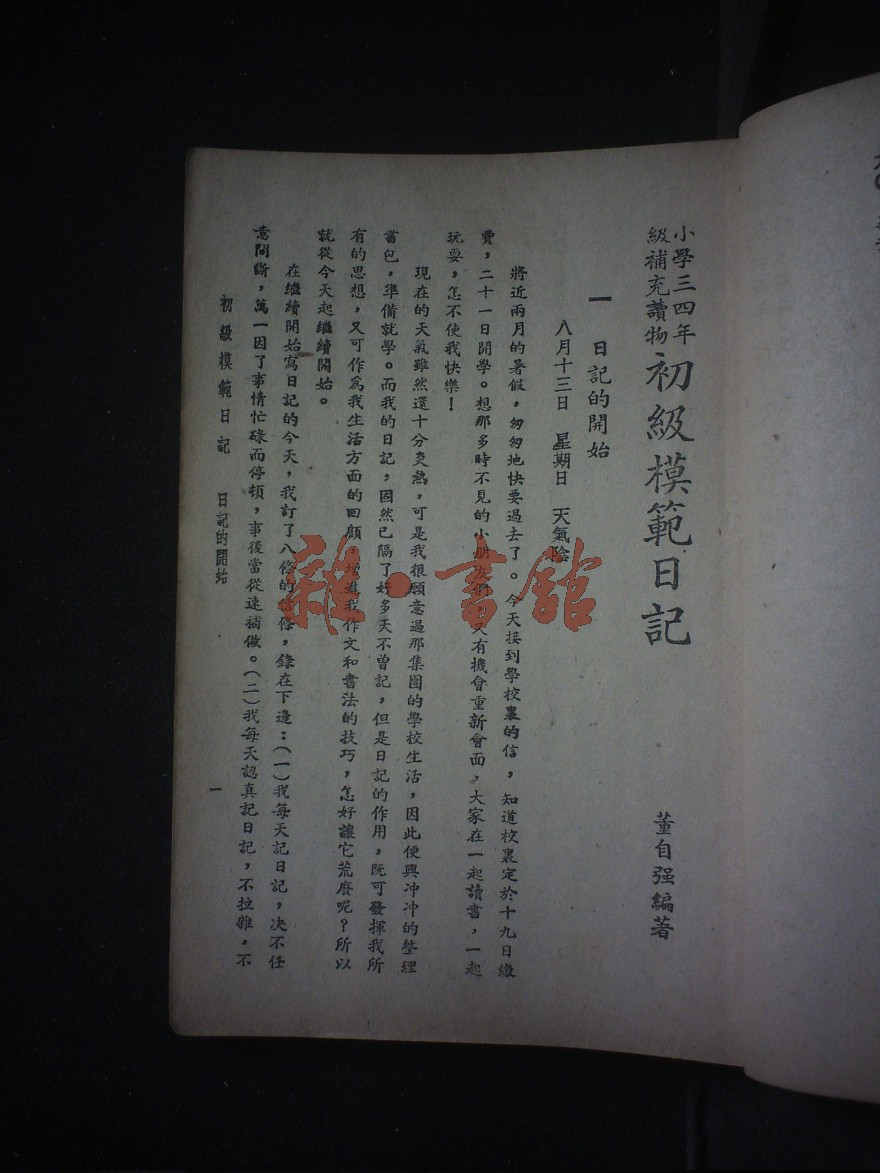 小學三四年
級補充讀物
初級模範日記
董自强編著
一 日記的開始
八月十三日 星期日 天氣陰
將近兩月的暑假，匆匆地快要過去了。今天接到學校裏的信，知道校裏定於十九日繳
費，二十一日開學。想那多時不見的小朋友們，又有機會重新會面，大家在一起讀書，一起
玩耍，怎不使我快樂！
現在的天氣雖然還十分炎熱，可是我很願意過那集團的學校生活，因此便興冲冲的整理
書包，準備就學。而我的日記，固然已隔了好多天不曾記，但是日記的作用，既可發揮我所
有的思想，又可作爲我生活方面的回顧，增進我作文和書法的技巧，怎好讓它荒廢呢？所以
就從今天起繼續開始。
在繼續開始寫日記的今天，我訂了八條的信條，錄在下邊：（一）我每天記日記，决不任
意間斷，萬一因了事情忙碌而停頓，事後當從速補做。（二）我每天認真記日記，不拉雜，不
初級模範日記 日記的開始
一
雜·書館